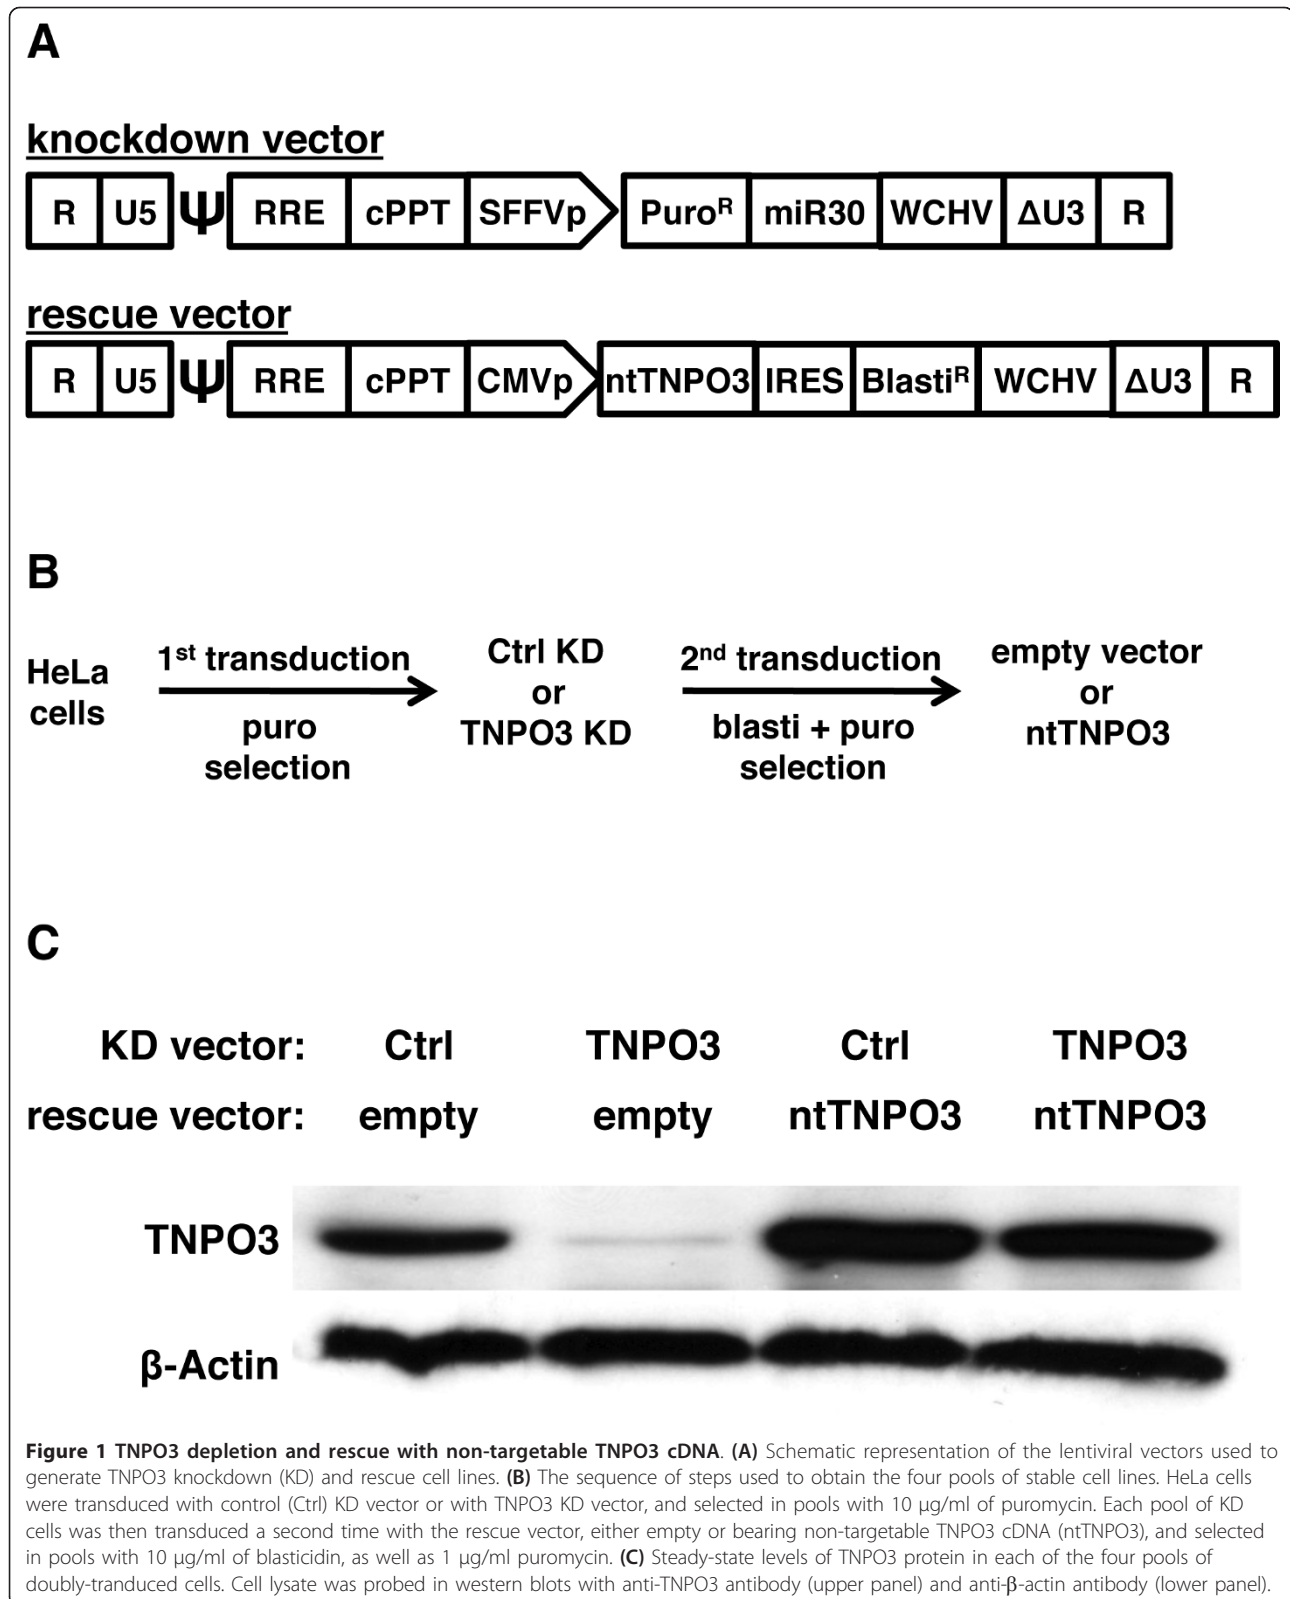 A
knockdown vector
R U5 Ψ RRE cPPT SFFVp Puroᴿ miR30 WCHV ΔU3 R
rescue vector
R U5 Ψ RRE cPPT CMVp ntTNPO3 IRES Blastiᴿ WCHV ΔU3 R
B
HeLa
cells
1st transduction
puro
selection
Ctrl KD
or
TNPO3 KD
2nd transduction
blasti + puro
selection
empty vector
or
ntTNPO3
C
KD vector: Ctrl TNPO3 Ctrl TNPO3
rescue vector: empty empty ntTNPO3 ntTNPO3
TNPO3
β-Actin
Figure 1 TNPO3 depletion and rescue with non-targetable TNPO3 cDNA. (A) Schematic representation of the lentiviral vectors used to
generate TNPO3 knockdown (KD) and rescue cell lines. (B) The sequence of steps used to obtain the four pools of stable cell lines. HeLa cells
were transduced with control (Ctrl) KD vector or with TNPO3 KD vector, and selected in pools with 10 μg/ml of puromycin. Each pool of KD
cells was then transduced a second time with the rescue vector, either empty or bearing non-targetable TNPO3 cDNA (ntTNPO3), and selected
in pools with 10 μg/ml of blasticidin, as well as 1 μg/ml puromycin. (C) Steady-state levels of TNPO3 protein in each of the four pools of
doubly-tranduced cells. Cell lysate was probed in western blots with anti-TNPO3 antibody (upper panel) and anti-β-actin antibody (lower panel).